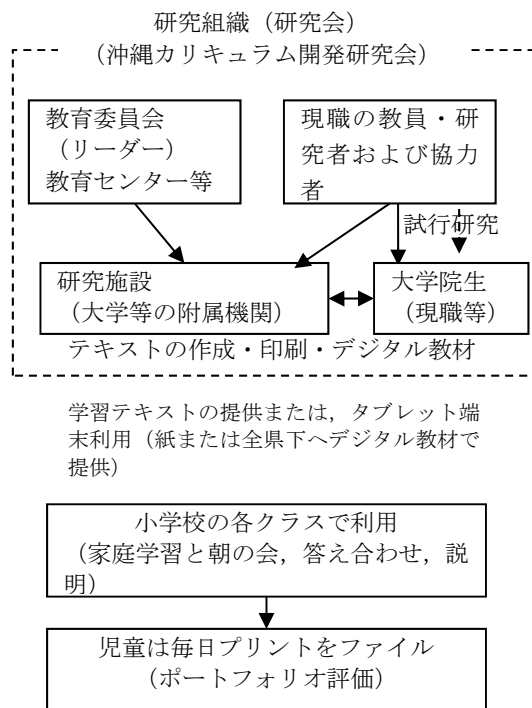 研究組織（研究会）
（沖縄カリキュラム開発研究会）
教育委員会
（リーダー）
教育センター等
現職の教員・研
究者および協力
者
試行研究
研究施設
（大学等の附属機関）
大学院生
（現職等）
テキストの作成・印刷・デジタル教材
学習テキストの提供または，タブレット端
末利用（紙または全県下へデジタル教材で
提供）
小学校の各クラスで利用
（家庭学習と朝の会，答え合わせ，説
明）
児童は毎日プリントをファイル
（ポートフォリオ評価）